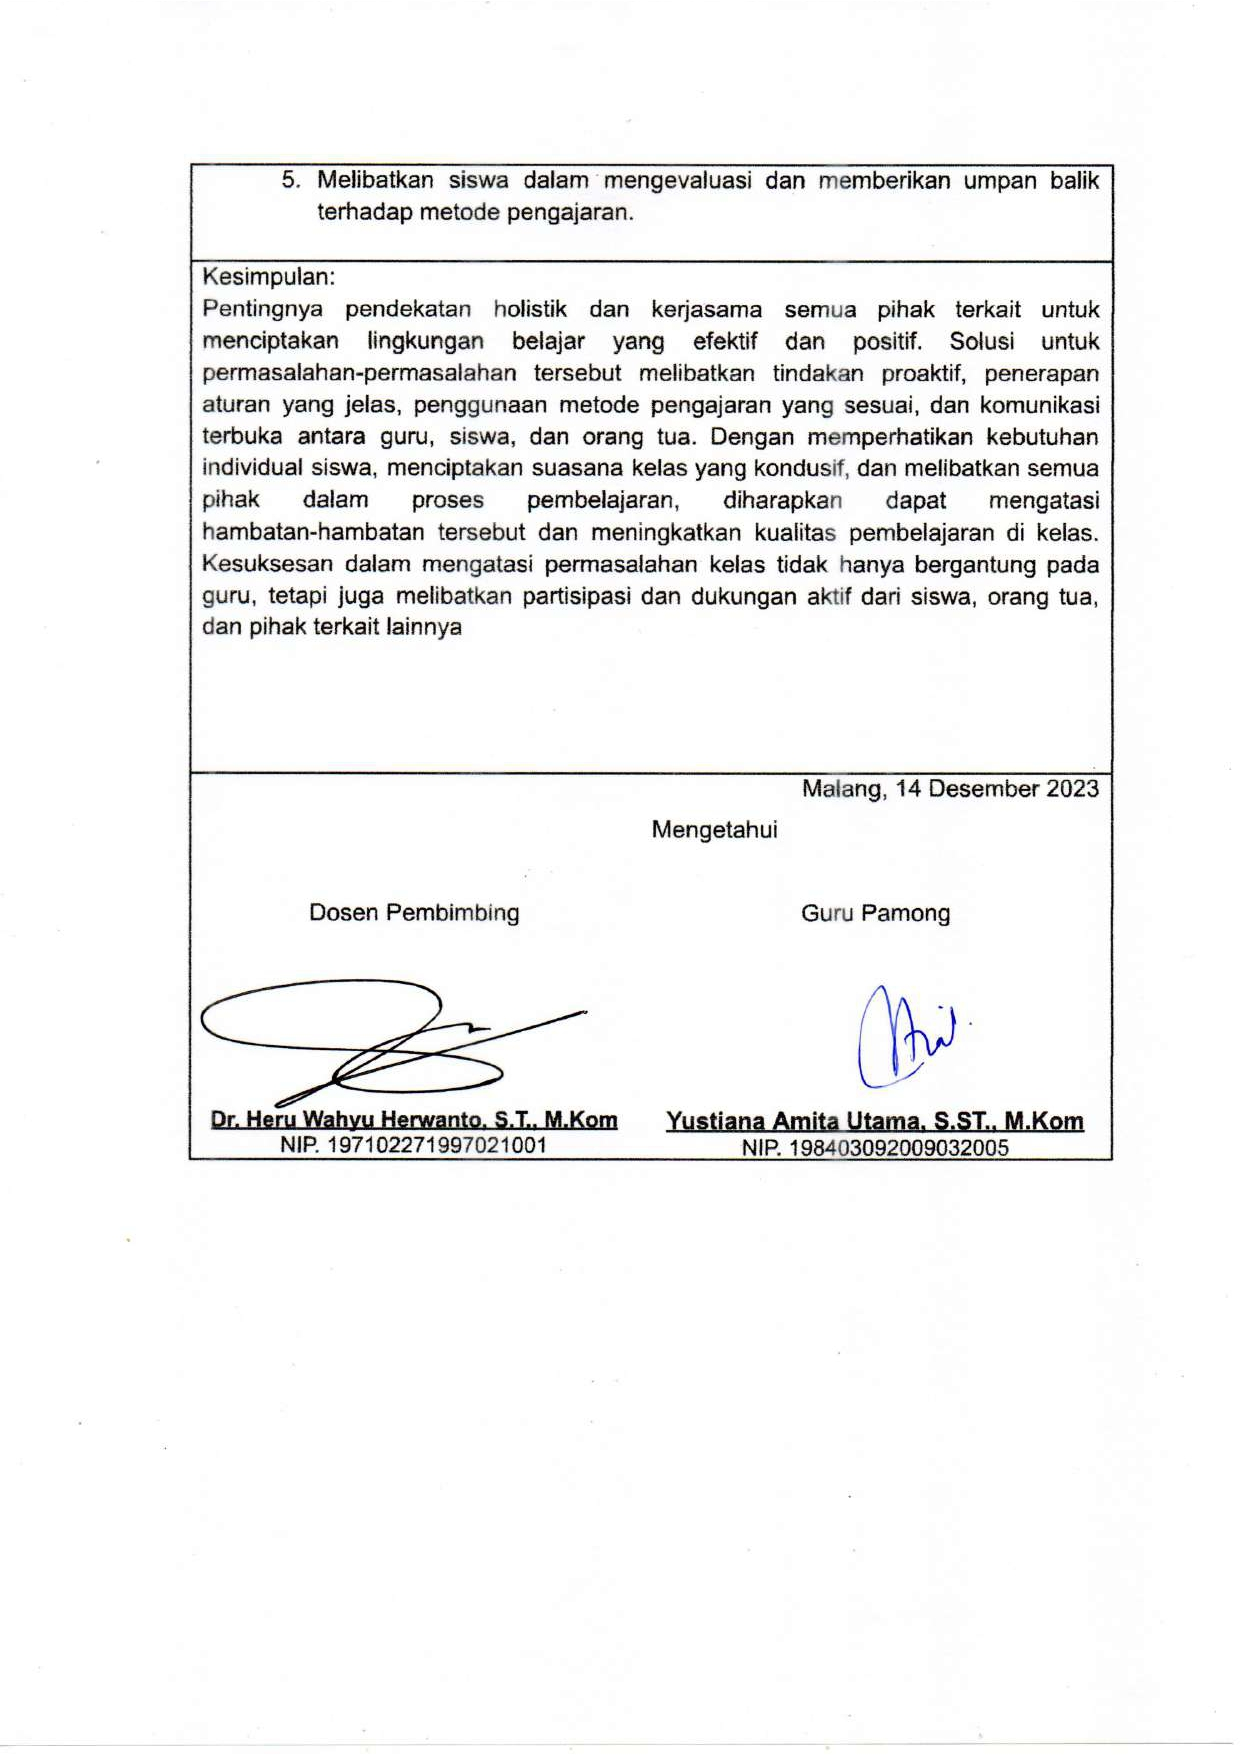 5. Melibatkan siswa dalam mengevaluasi dan memberikan umpan balik
terhadap metode pengajaran.
Kesimpulan:
Pentingnya pendekatan holistik dan kerjasama semua pihak terkait untuk
menciptakan lingkungan belajar yang efektif dan positif. Solusi untuk
permasalahan-permasalahan tersebut melibatkan tindakan proaktif, penerapan
aturan yang jelas, penggunaan metode pengajaran yang sesuai, dan komunikasi
terbuka antara guru, siswa, dan orang tua. Dengan memperhatikan kebutuhan
individual siswa, menciptakan suasana kelas yang kondusif, dan melibatkan semua
pihak dalam proses pembelajaran, diharapkan dapat mengatasi
hambatan-hambatan tersebut dan meningkatkan kualitas pembelajaran di kelas.
Kesuksesan dalam mengatasi permasalahan kelas tidak hanya bergantung pada
guru, tetapi juga melibatkan partisipasi dan dukungan aktif dari siswa, orang tua,
dan pihak terkait lainnya
Malang, 14 Desember 2023
Mengetahui
Dosen Pembimbing
Guru Pamong
Dr. Heru Wahyu Herwanto, S.T., M.Kom
NIP. 197102271997021001
Yustiana Amita Utama, S.ST., M.Kom
NIP. 198403092009032005